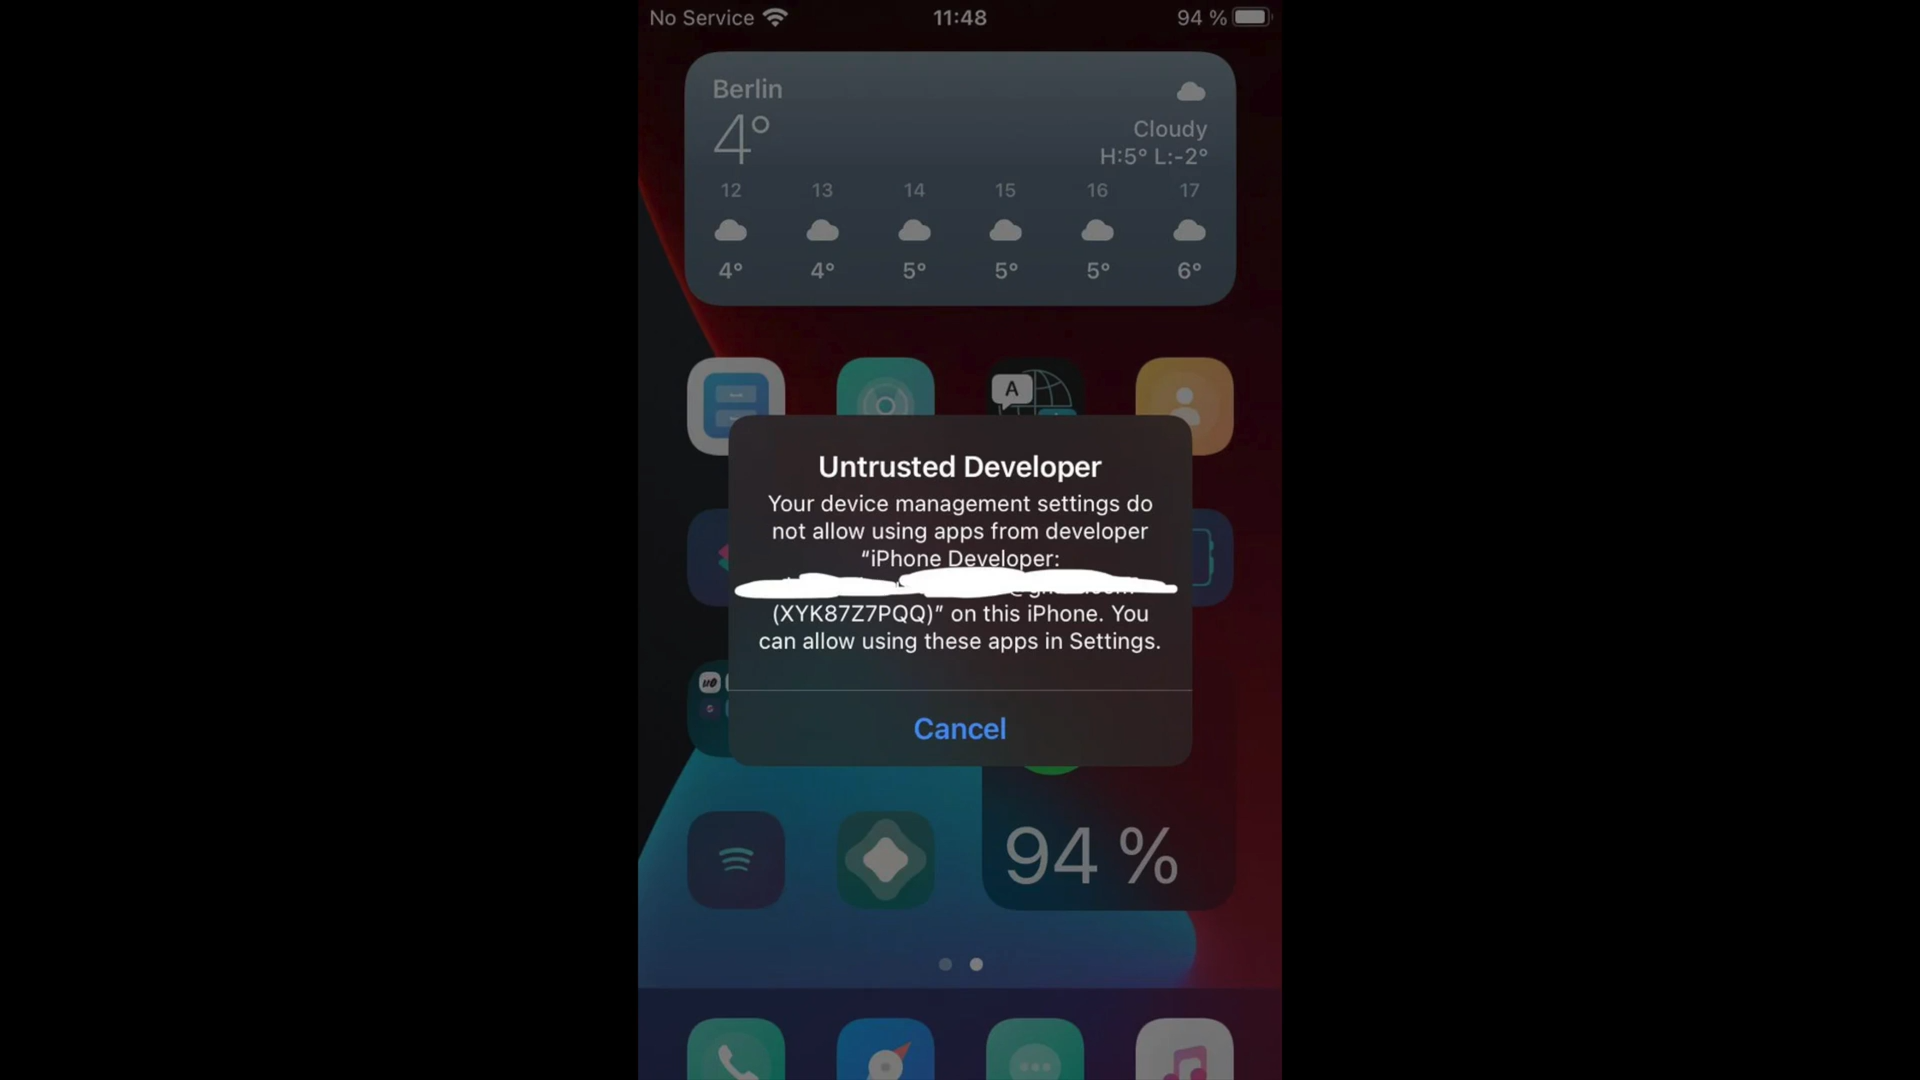 No Service 11:48 94 %
Berlin
4°
Cloudy
H:5° L:-2°
12 13 14 15 16 17
4° 4° 5° 5° 5° 6°
A
Untrusted Developer
Your device management settings do
not allow using apps from developer
“iPhone Developer:
(XYK87Z7PQQ)” on this iPhone. You
can allow using these apps in Settings.
Cancel
94 %